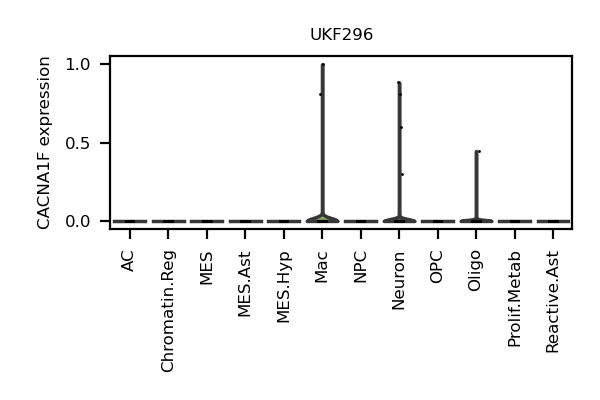 UKF296
CACNA1F expression
1.0
0.5
0.0
AC
Chromatin.Reg
MES
MES.Ast
MES.Hyp
Mac
NPC
Neuron
OPC
Oligo
Prolif.Metab
Reactive.Ast